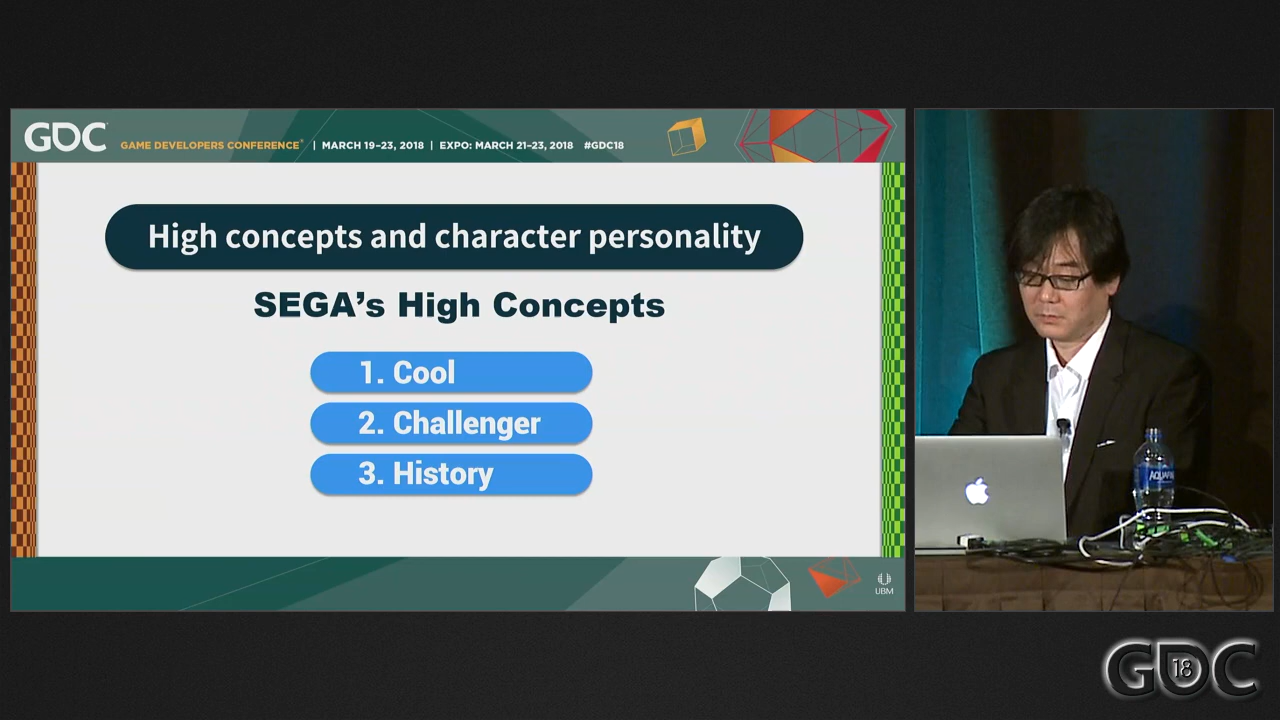 GDC
GAME DEVELOPERS CONFERENCE® | MARCH 19–23, 2018 | EXPO: MARCH 21–23, 2018 #GDC18
High concepts and character personality
SEGA’s High Concepts
1. Cool
2. Challenger
3. History
UBM
AQUAFINA
GDC
18